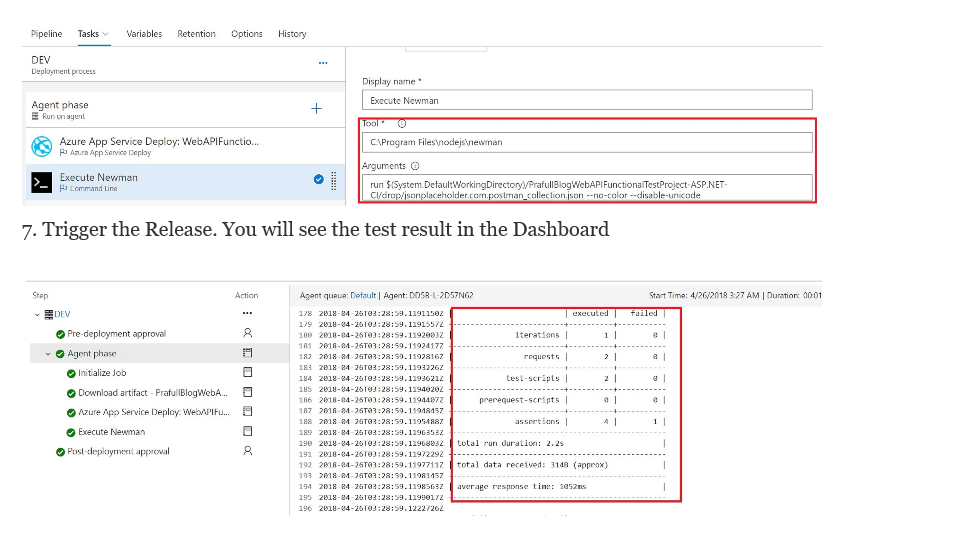 Pipeline Tasks Variables Retention Options History
DEV
Deployment process
Agent phase
Run on agent
Azure App Service Deploy: WebAPIFunctio...
Azure App Service Deploy
Execute Newman
Command Line
Display name *
Execute Newman
Tool *
C:\Program Files\nodejs\newman
Arguments
run $(System.DefaultWorkingDirectory)/PrafullBlogWebAPIFunctionalTestProject-ASP.NET-
CI/drop/jsonplaceholder.com.postman_collection.json --no-color --disable-unicode
7. Trigger the Release. You will see the test result in the Dashboard
Step Action
DEV
Pre-deployment approval
Agent phase
Initialize Job
Download artifact - PrafullBlogWebA...
Azure App Service Deploy: WebAPIFu...
Execute Newman
Post-deployment approval
Agent queue: Default | Agent: DD5B-L-2D57N62 Start Time: 4/26/2018 3:27 AM | Duration: 00:01
178 2018-04-26T03:28:59.1191150Z | | executed | failed |
179 2018-04-26T03:28:59.1191557Z -------------------------+----------+----------
180 2018-04-26T03:28:59.1192003Z | iterations | 1 | 0 |
181 2018-04-26T03:28:59.1192417Z -------------------------+----------+----------
182 2018-04-26T03:28:59.1192816Z | requests | 2 | 0 |
183 2018-04-26T03:28:59.1193226Z -------------------------+----------+----------
184 2018-04-26T03:28:59.1193621Z | test-scripts | 2 | 0 |
185 2018-04-26T03:28:59.1194020Z -------------------------+----------+----------
186 2018-04-26T03:28:59.1194407Z | prerequest-scripts | 0 | 0 |
187 2018-04-26T03:28:59.1194845Z -------------------------+----------+----------
188 2018-04-26T03:28:59.1195488Z | assertions | 4 | 1 |
189 2018-04-26T03:28:59.1196353Z -----------------------------------------------
190 2018-04-26T03:28:59.1196803Z | total run duration: 2.2s |
191 2018-04-26T03:28:59.1197229Z -----------------------------------------------
192 2018-04-26T03:28:59.1197711Z | total data received: 314B (approx) |
193 2018-04-26T03:28:59.1198145Z -----------------------------------------------
194 2018-04-26T03:28:59.1198563Z | average response time: 1052ms |
195 2018-04-26T03:28:59.1199017Z -----------------------------------------------
196 2018-04-26T03:28:59.1222726Z